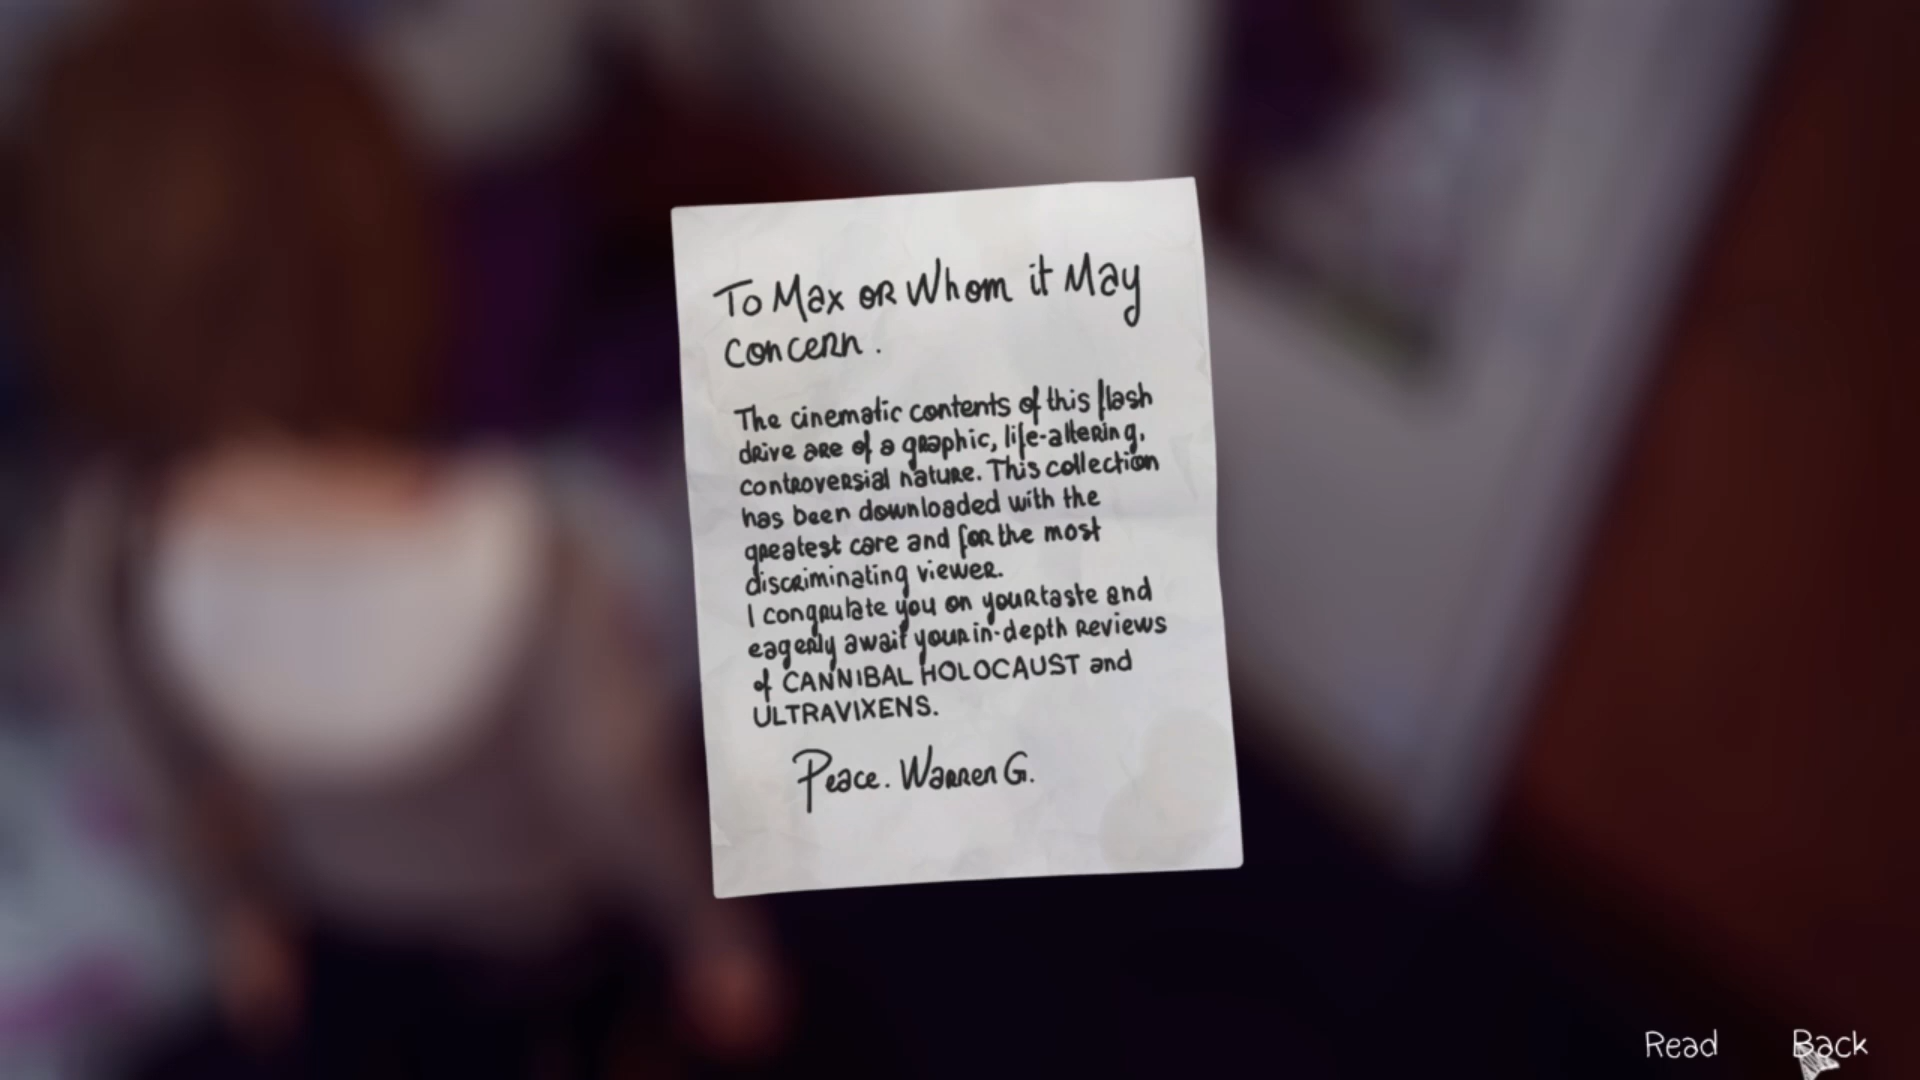 To Max or Whom it May
concern.
The cinematic contents of this flash
drive are of a graphic, life-altering,
controversial nature. This collection
has been downloaded with the
greatest care and for the most
discriminating viewer.
I congrulate you on your taste and
eagerly await your in-depth reviews
of CANNIBAL HOLOCAUST and
ULTRAVIXENS.
Peace. Warren G.
Read Back